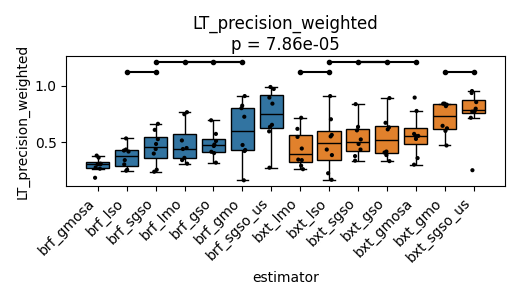 LT_precision_weighted
p = 7.86e-05
LT_precision_weighted
1.0
0.5
brf_gmosa
brf_lso
brf_sgso
brf_lmo
brf_gso
brf_gmo
brf_sgso_us
bxt_lmo
bxt_lso
bxt_sgso
bxt_gso
bxt_gmosa
bxt_gmo
bxt_sgso_us
estimator